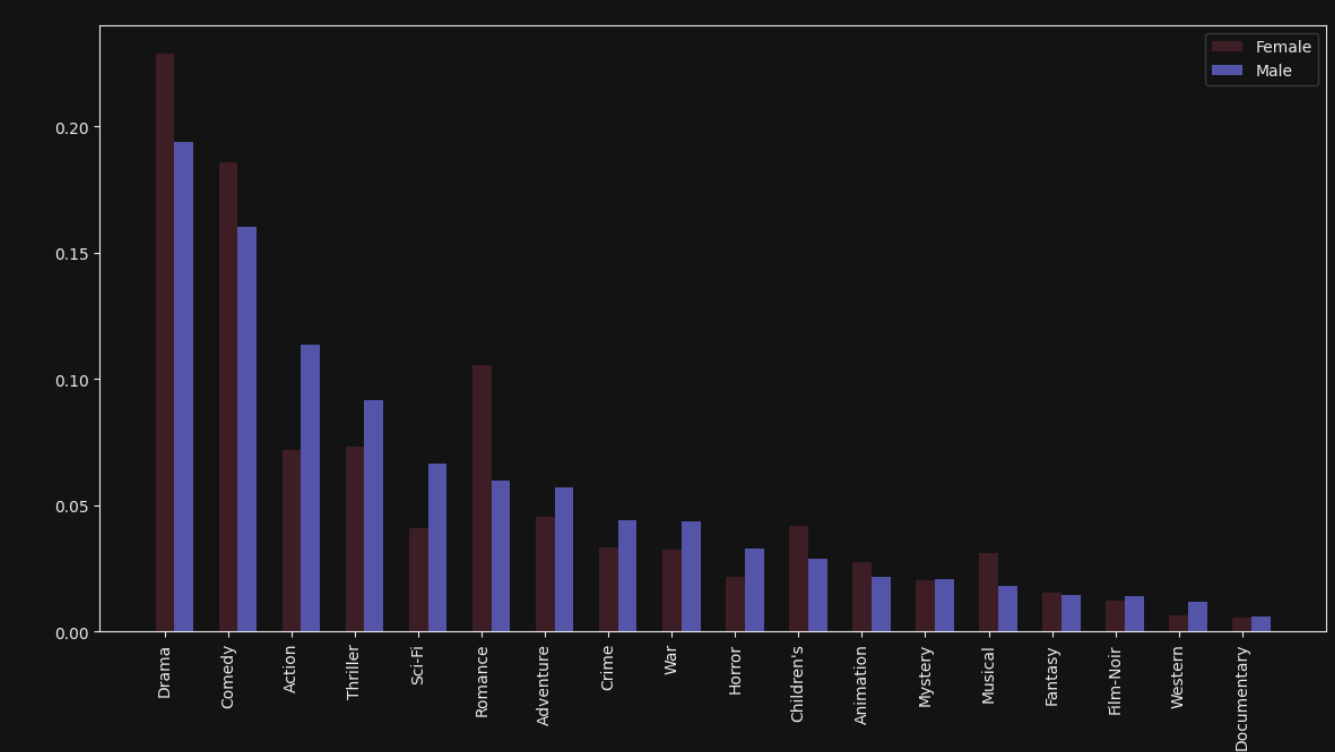 Female
Male
0.20
0.15
0.10
0.05
0.00
Drama
Comedy
Action
Thriller
Sci-Fi
Romance
Adventure
Crime
War
Horror
Children's
Animation
Mystery
Musical
Fantasy
Film-Noir
Western
Documentary